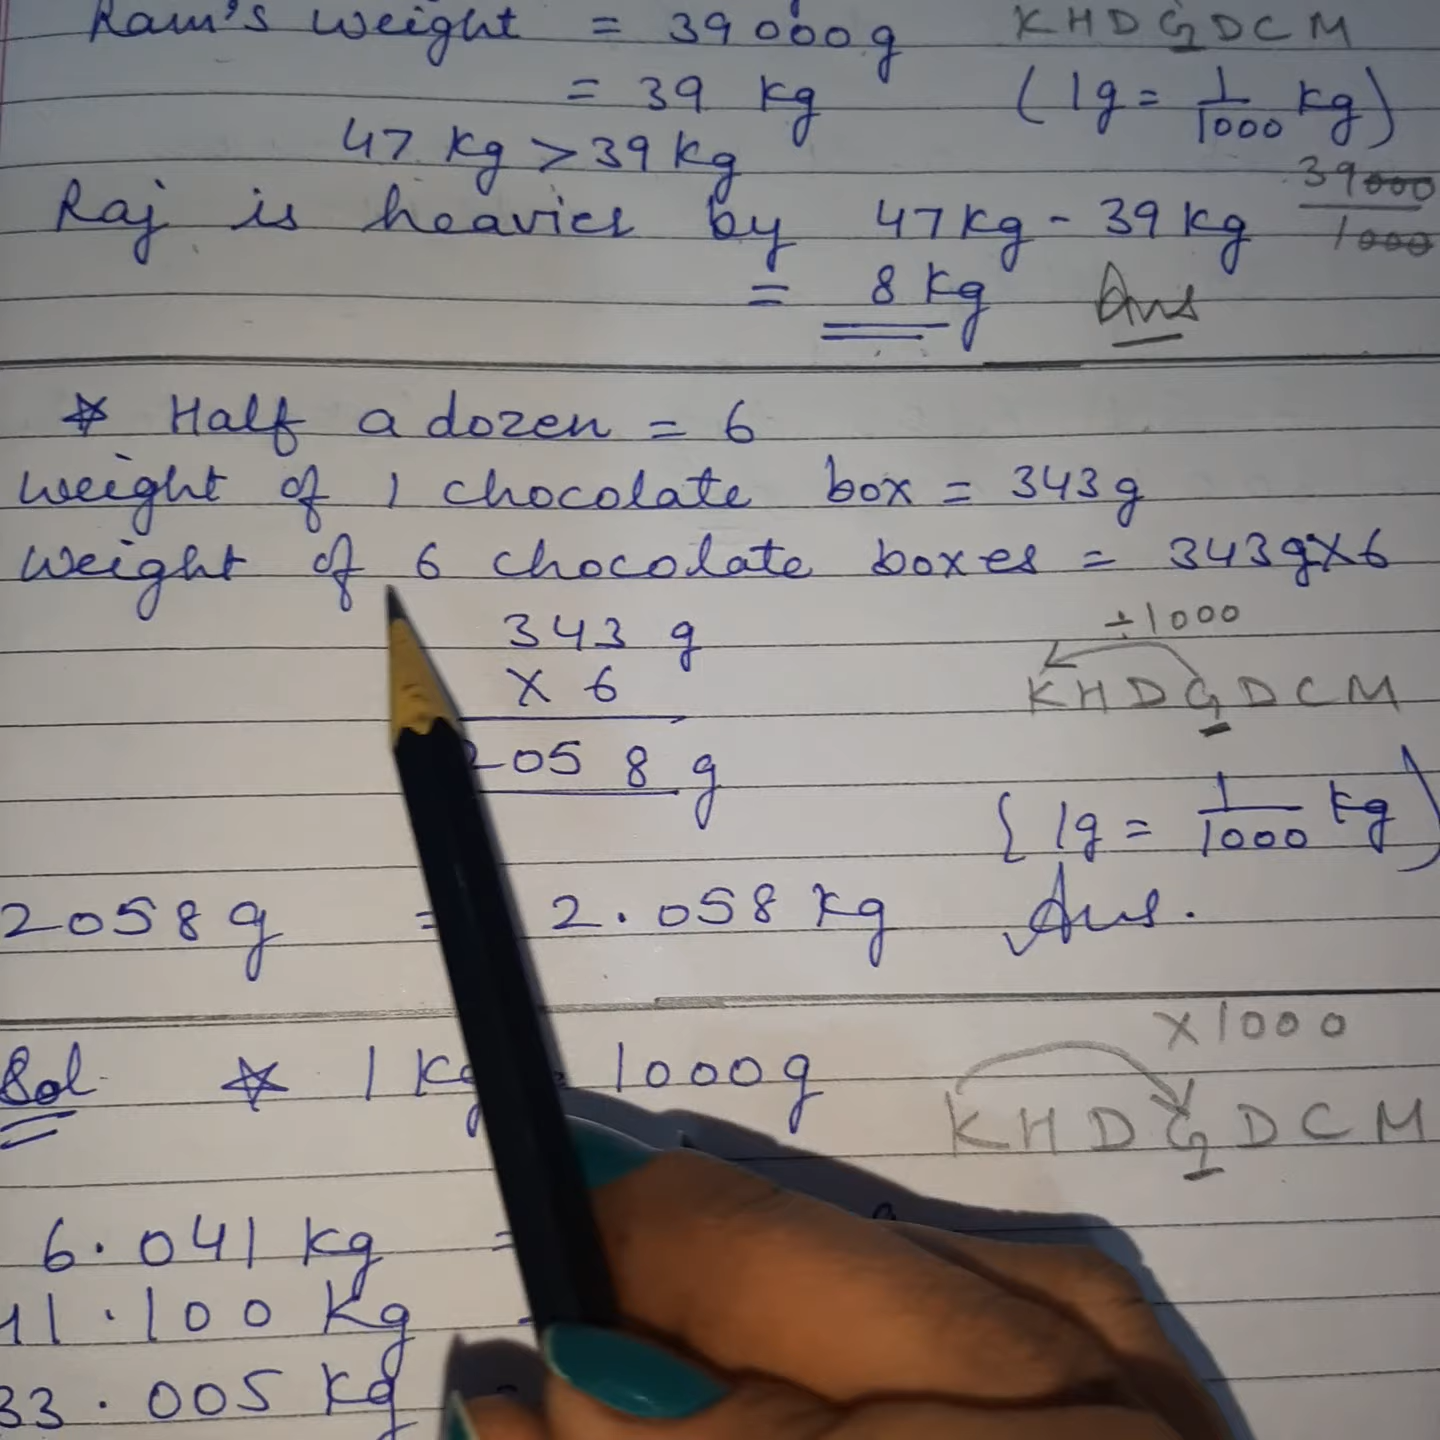 Ram's weight = 39000g KHDGDCM
= 39 kg (1g = 1/1000 kg)
47 kg > 39 kg
Raj is heavier by 47 kg - 39 kg 39000/1000
= 8 kg Ans
☆ Half a dozen = 6
Weight of 1 chocolate box = 343g
Weight of 6 chocolate boxes = 343g×6
343 g ÷1000
× 6 KHDGDCM
2058 g
{1g = 1/1000 kg)
2058 g = 2.058 kg Ans.
×1000
Sol. ☆ 1 kg 1000g KHDGDCM
6.041 kg =
41.100 kg
33.005 kg